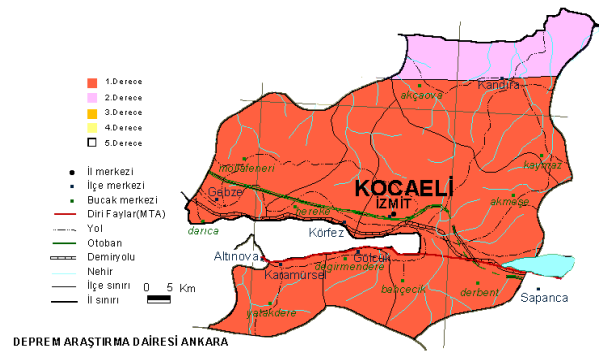 1.Derece
2.Derece
3.Derece
4.Derece
5.Derece
İl merkezi
İlçe merkezi
Bucak merkezi
Diri Faylar(MTA)
Yol
Otoban
Demiryolu
Nehir
İlçe sınırı
İl sınırı
0 5 Km
Kandıra
akçaova
kaymaz
mollafeneri
Gebze
KOCAELİ
İZMİT
akmeşe
hereke
darıca
Körfez
Altınova
Gölcük
değirmendere
Karamürsel
bahçecik
derbent
Sapanca
yalakdere
DEPREM ARAŞTIRMA DAİRESİ ANKARA